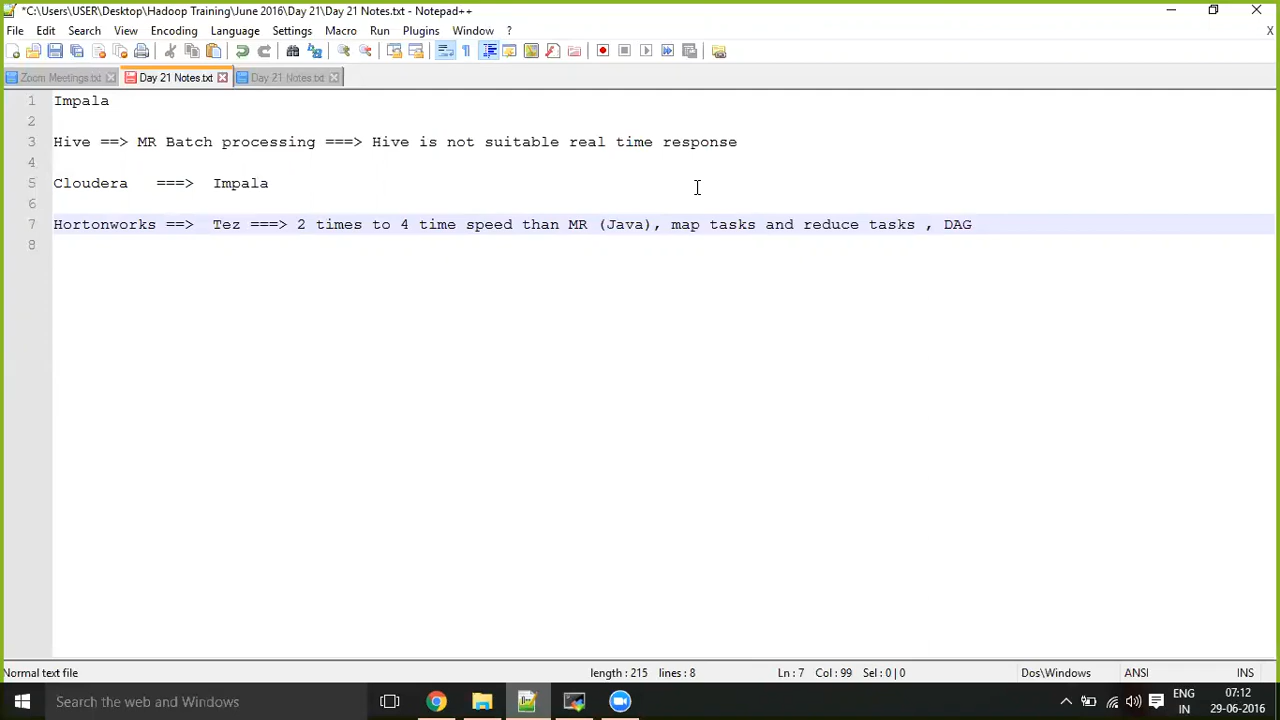 *C:\Users\USER\Desktop\Hadoop Training\June 2016\Day 21\Day 21 Notes.txt - Notepad++
File Edit Search View Encoding Language Settings Macro Run Plugins Window ? X
Zoom Meetings.txt Day 21 Notes.txt Day 21 Notes.txt
1 Impala
2
3 Hive ==> MR Batch processing ===> Hive is not suitable real time response
4
5 Cloudera ===> Impala
6
7 Hortonworks ==> Tez ===> 2 times to 4 time speed than MR (Java), map tasks and reduce tasks , DAG
8
Normal text file length : 215 lines : 8 Ln : 7 Col : 99 Sel : 0 | 0 Dos\Windows ANSI INS
Search the web and Windows
ENG 07:12
IN 29-06-2016